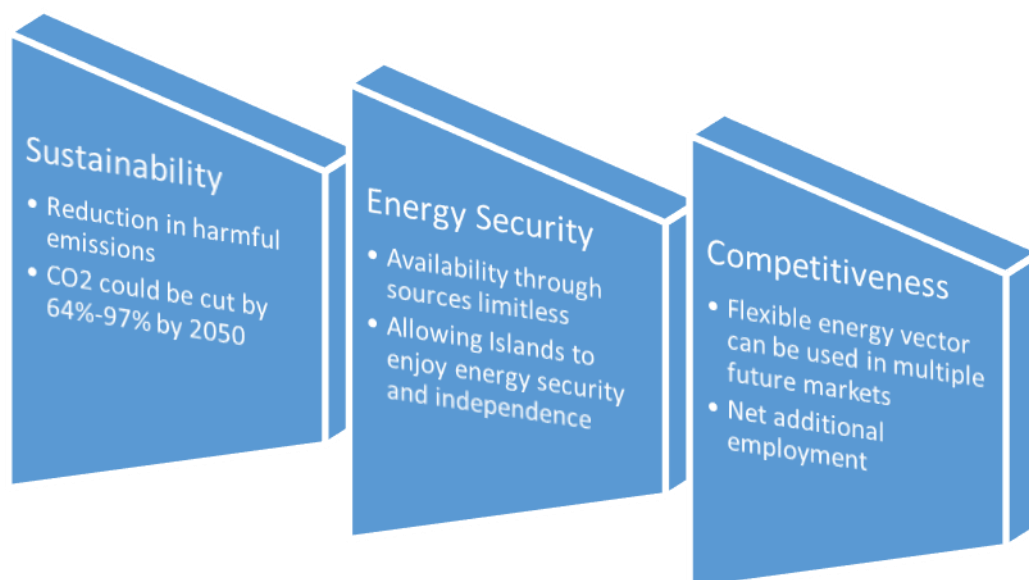 Sustainability
• Reduction in harmful
emissions
• CO2 could be cut by
64%-97% by 2050
Energy Security
• Availability through
sources limitless
• Allowing Islands to
enjoy energy security
and independence
Competitiveness
• Flexible energy vector
can be used in multiple
future markets
• Net additional
employment